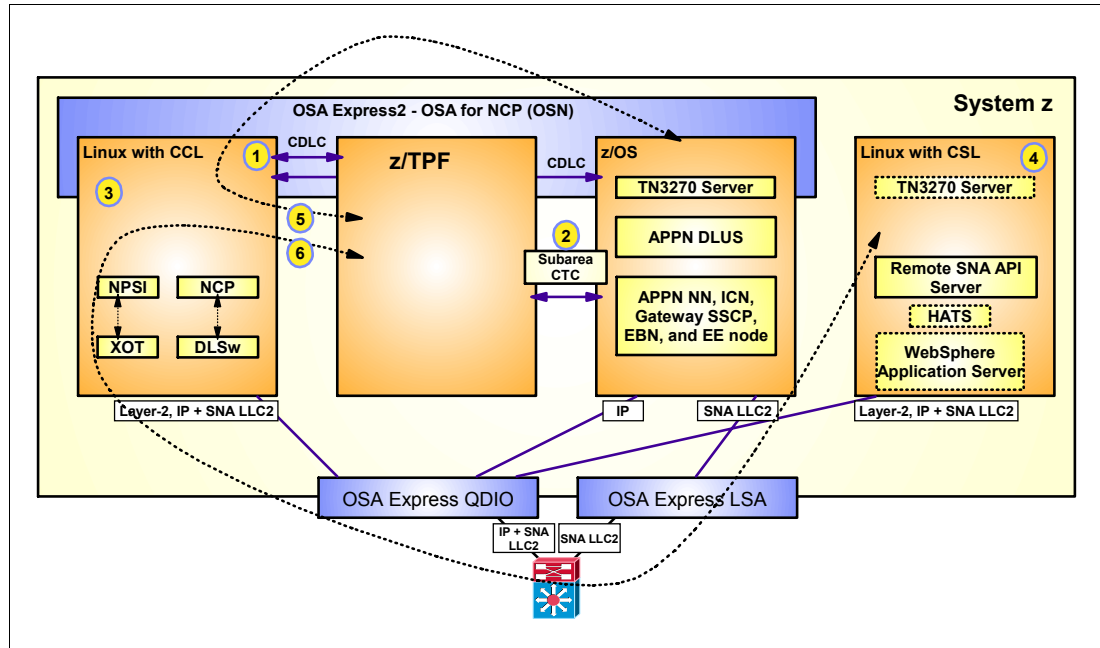 System z
OSA Express2 - OSA for NCP (OSN)
Linux with CCL
1
CDLC
z/TPF
CDLC
z/OS
Linux with CSL
4
3
TN3270 Server
TN3270 Server
5
6
2
Subarea
CTC
APPN DLUS
NPSI
NCP
XOT
DLSw
APPN NN, ICN,
Gateway SSCP,
EBN, and EE node
Remote SNA API
Server
HATS
WebSphere
Application Server
Layer-2, IP + SNA LLC2
IP
SNA LLC2
Layer-2, IP + SNA LLC2
OSA Express QDIO
OSA Express LSA
IP + SNA
LLC2
SNA LLC2